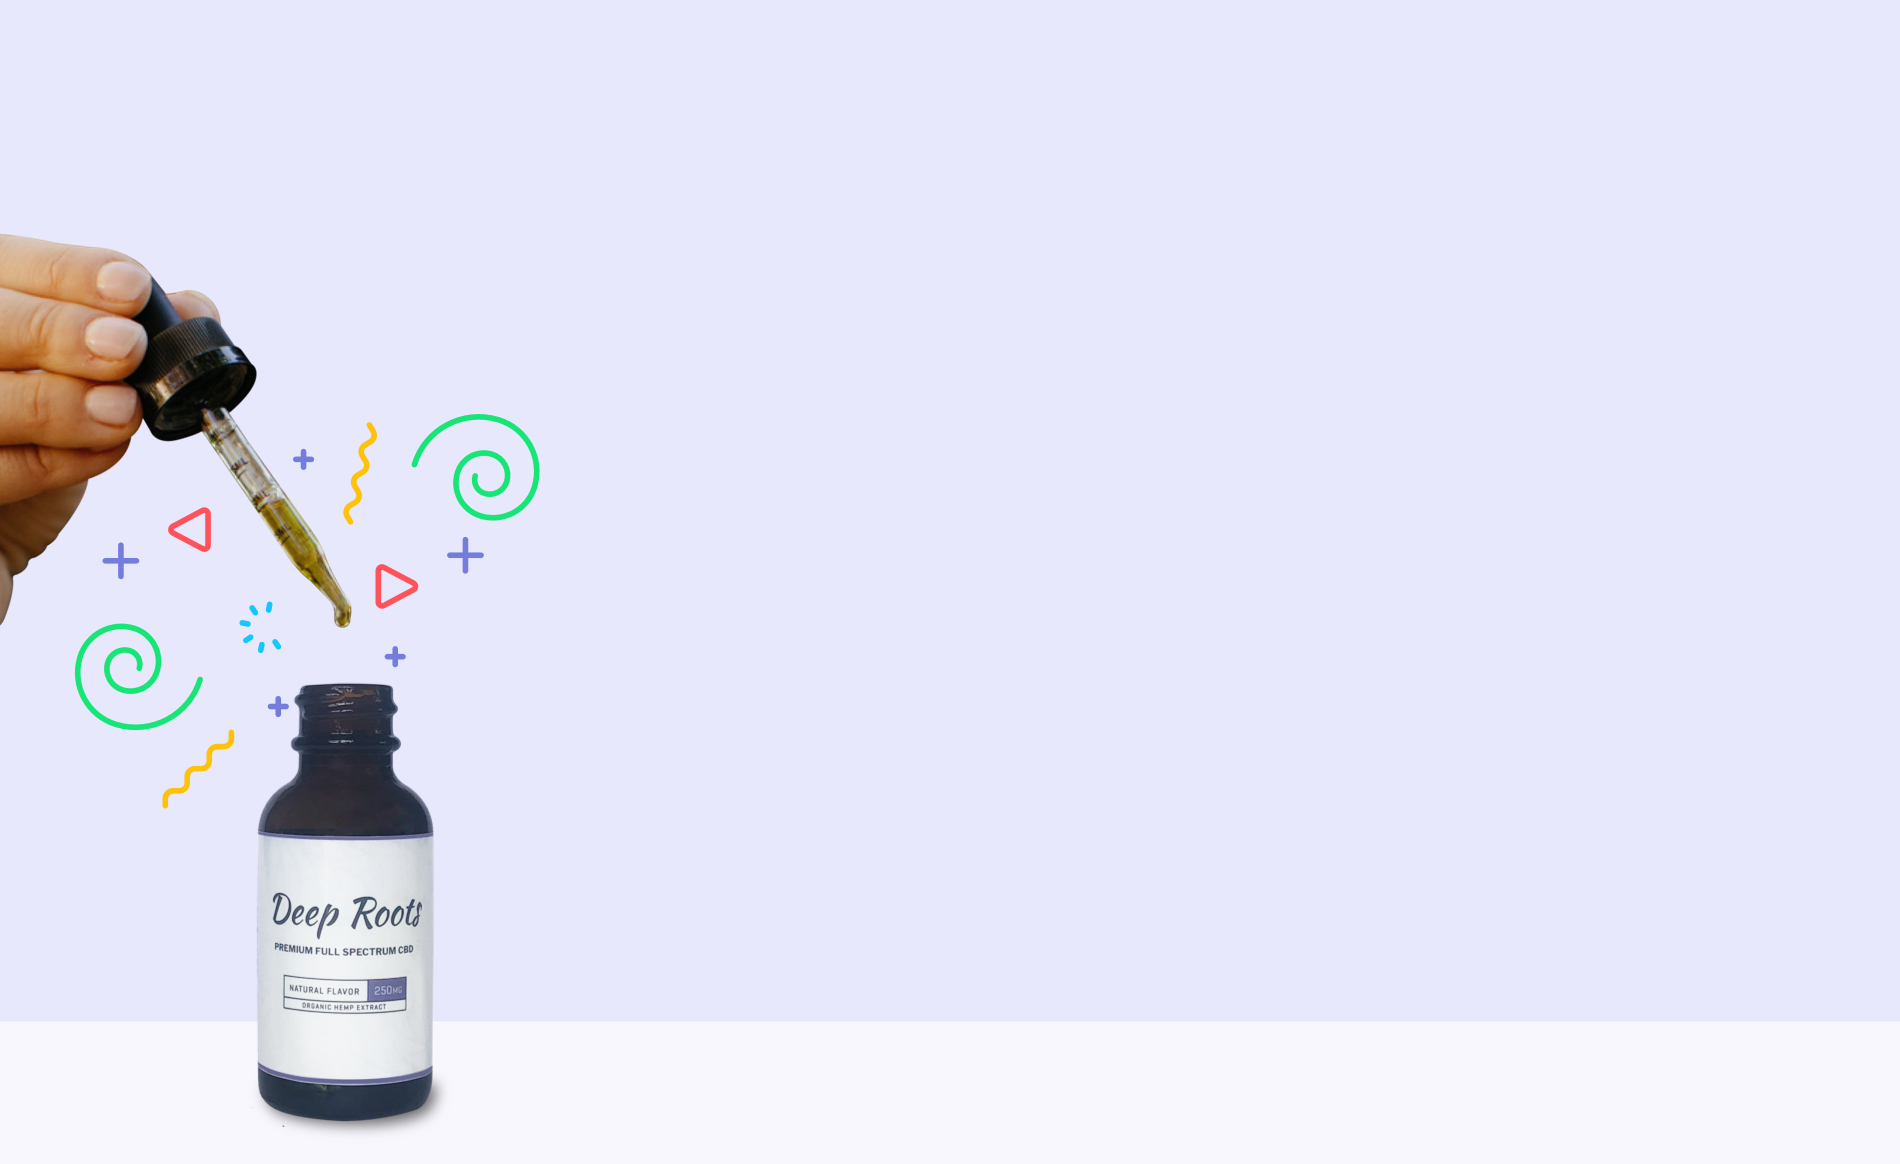 Deep Roots
PREMIUM FULL SPECTRUM CBD
NATURAL FLAVOR 250MG
ORGANIC HEMP EXTRACT